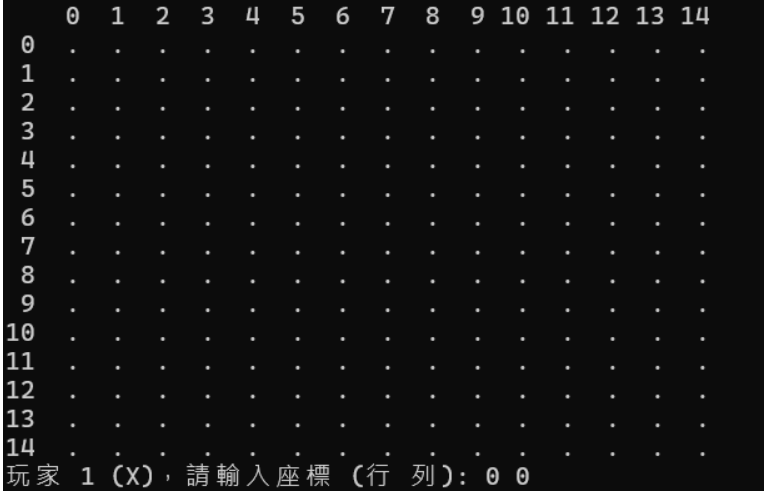 0 1 2 3 4 5 6 7 8 9 10 11 12 13 14
0 . . . . . . . . . . . . . . .
1 . . . . . . . . . . . . . . .
2 . . . . . . . . . . . . . . .
3 . . . . . . . . . . . . . . .
4 . . . . . . . . . . . . . . .
5 . . . . . . . . . . . . . . .
6 . . . . . . . . . . . . . . .
7 . . . . . . . . . . . . . . .
8 . . . . . . . . . . . . . . .
9 . . . . . . . . . . . . . . .
10 . . . . . . . . . . . . . . .
11 . . . . . . . . . . . . . . .
12 . . . . . . . . . . . . . . .
13 . . . . . . . . . . . . . . .
14 . . . . . . . . . . . . . . .
玩家 1 (X)，請輸入座標 (行 列): 0 0